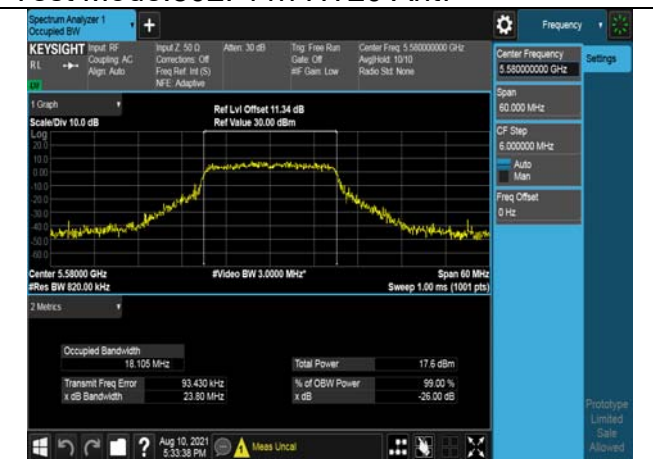 Spectrum Analyzer 1
Occupied BW
+
Frequency
KEYSIGHT
RL
Input: RF
Coupling: AC
Align: Auto
Input Z: 50 Ω
Corrections: Off
Freq Ref: Int (S)
NFE: Adaptive
Atten: 30 dB
Trig: Free Run
Gate: Off
#IF Gain: Low
Center Freq: 5.580000000 GHz
Avg|Hold: 10/10
Radio Std: None
Center Frequency
5.580000000 GHz
Settings
Span
60.000 MHz
CF Step
6.000000 MHz
Auto
Man
Freq Offset
0 Hz
1 Graph
Scale/Div 10.0 dB
Ref Lvl Offset 11.34 dB
Ref Value 30.00 dBm
Log
20.0
10.0
0.00
-10.0
-20.0
-30.0
-40.0
-50.0
-60.0
Center 5.58000 GHz
#Res BW 820.00 kHz
#Video BW 3.0000 MHz*
Span 60 MHz
Sweep 1.00 ms (1001 pts)
2 Metrics
Occupied Bandwidth
18.105 MHz
Total Power 17.6 dBm
Transmit Freq Error 93.430 kHz
% of OBW Power 99.00 %
x dB Bandwidth 23.80 MHz
x dB -26.00 dB
Prototype
Limited
Sale
Allowed
?
Aug 10, 2021
5:33:38 PM
Meas Uncal